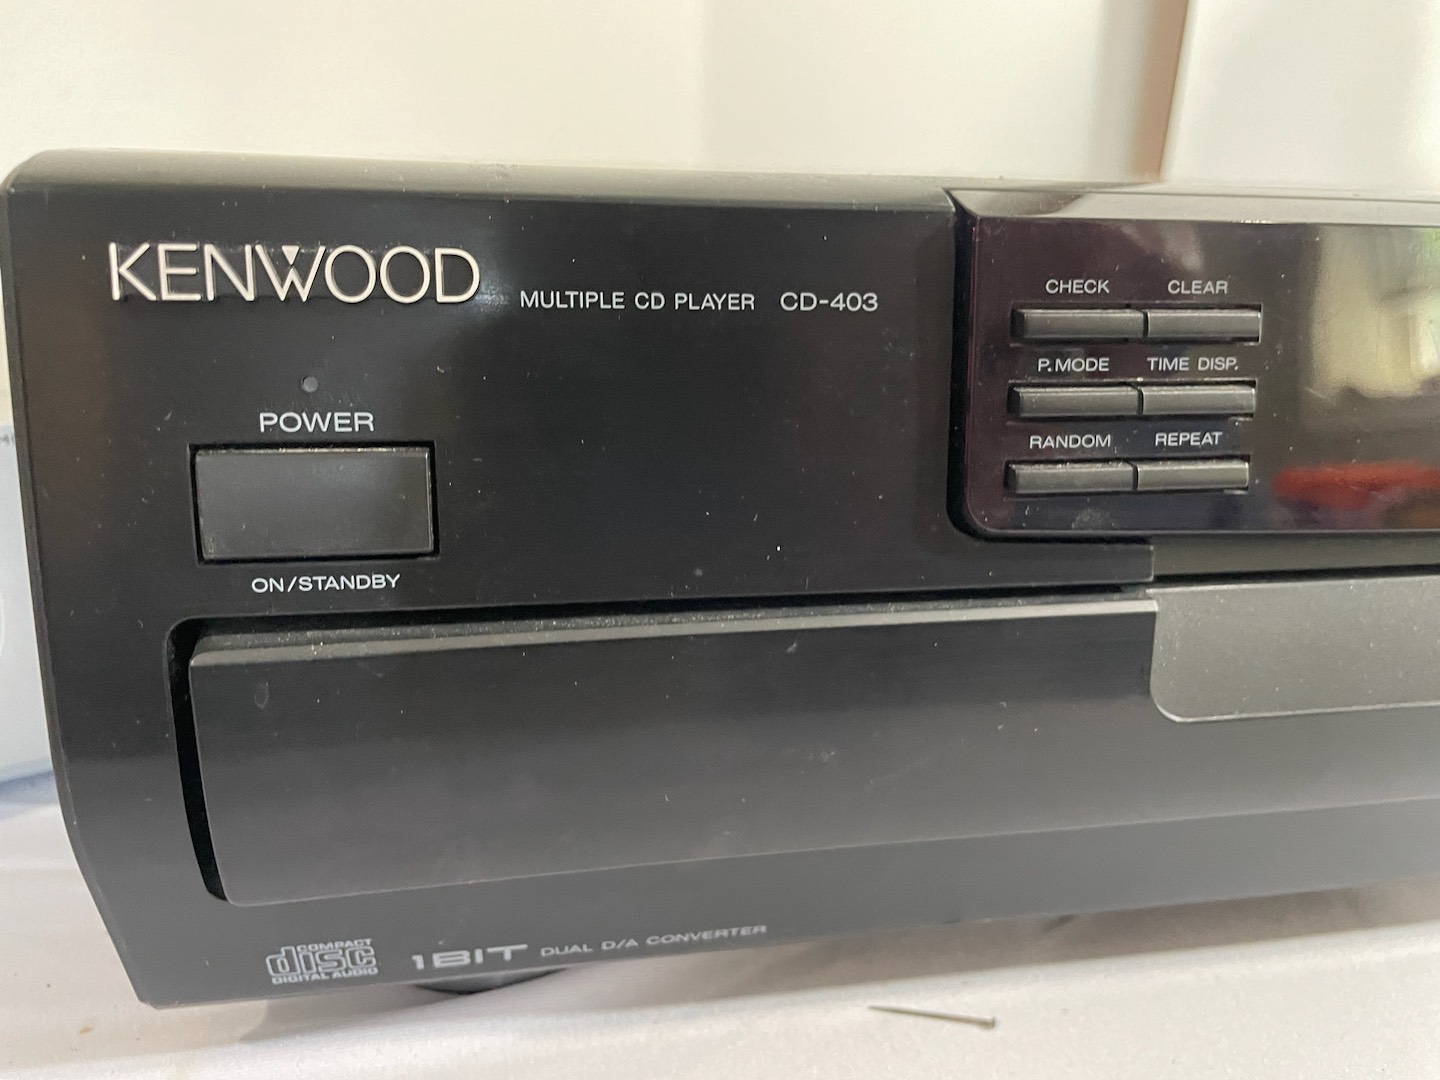 KENWOOD MULTIPLE CD PLAYER CD-403
POWER
ON/STANDBY
CHECK CLEAR
P.MODE TIME DISP.
RANDOM REPEAT
COMPACT
disc
DIGITAL AUDIO
1BIT DUAL D/A CONVERTER